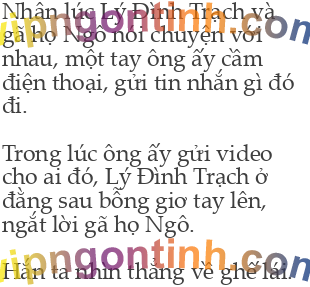 Nhân lúc Lý Đình Trạch và
gã họ Ngô nói chuyện với
nhau, một tay ông ấy cầm
điện thoại, gửi tin nhắn gì đó
đi.
Trong lúc ông ấy gửi video
cho ai đó, Lý Đình Trạch ở
đằng sau bỗng giơ tay lên,
ngắt lời gã họ Ngô.
vipngontinh.com
Hắn ta nhìn thẳng về ghế lái.